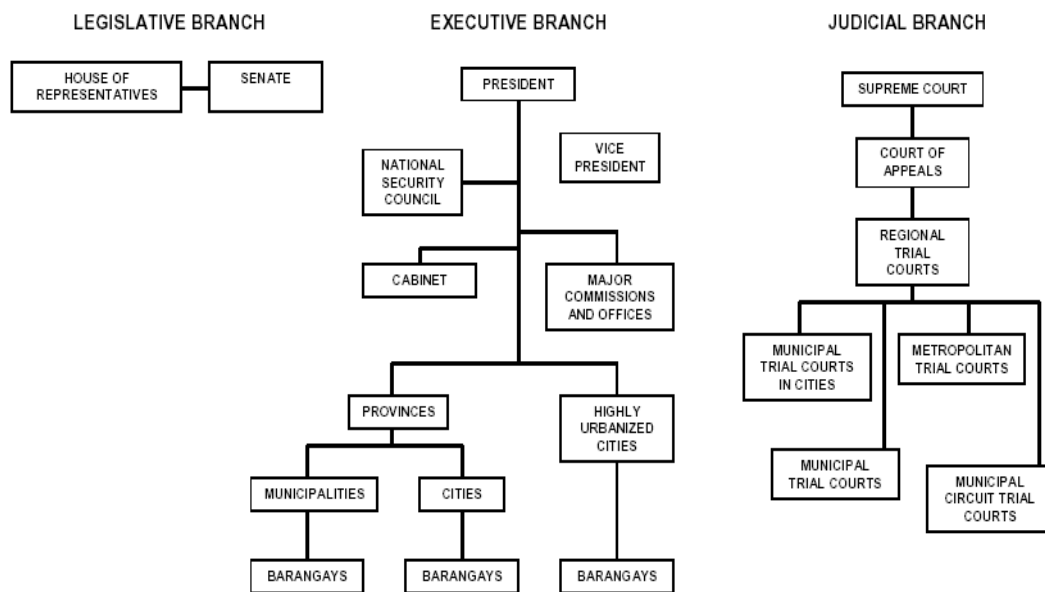 LEGISLATIVE BRANCH
HOUSE OF
REPRESENTATIVES
SENATE
EXECUTIVE BRANCH
PRESIDENT
VICE
PRESIDENT
NATIONAL
SECURITY
COUNCIL
CABINET
MAJOR
COMMISSIONS
AND OFFICES
PROVINCES
HIGHLY
URBANIZED
CITIES
MUNICIPALITIES
CITIES
BARANGAYS
BARANGAYS
BARANGAYS
JUDICIAL BRANCH
SUPREME COURT
COURT OF
APPEALS
REGIONAL
TRIAL
COURTS
MUNICIPAL
TRIAL COURTS
IN CITIES
METROPOLITAN
TRIAL COURTS
MUNICIPAL
TRIAL COURTS
MUNICIPAL
CIRCUIT TRIAL
COURTS